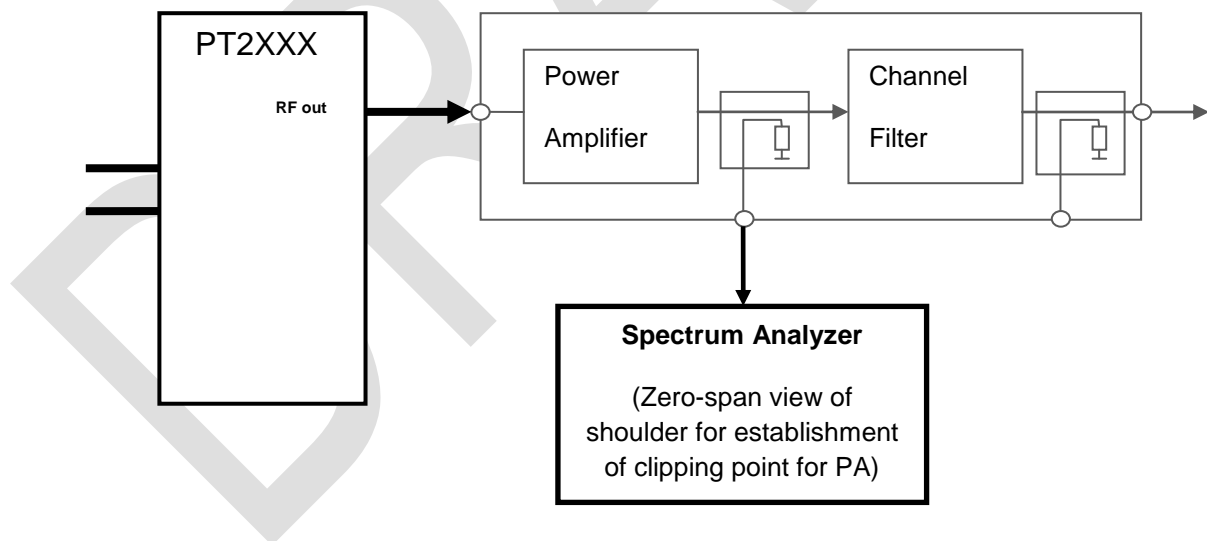 PT2XXX
RF out
Power
Amplifier
Channel
Filter
Spectrum Analyzer
(Zero-span view of
shoulder for establishment
of clipping point for PA)